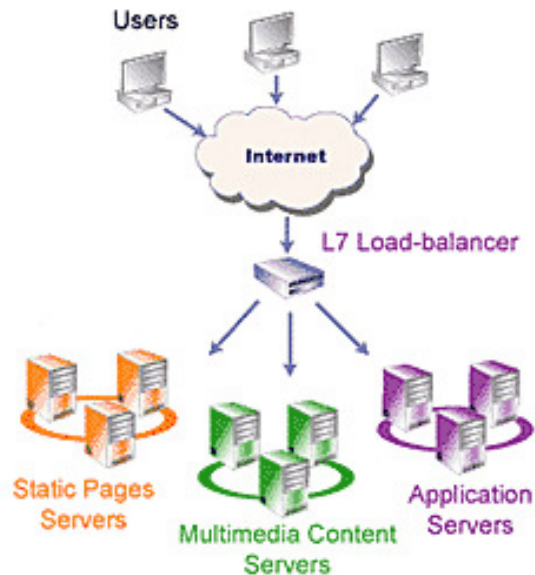 Users
Internet
L7 Load-balancer
Static Pages
Servers
Multimedia Content
Servers
Application
Servers